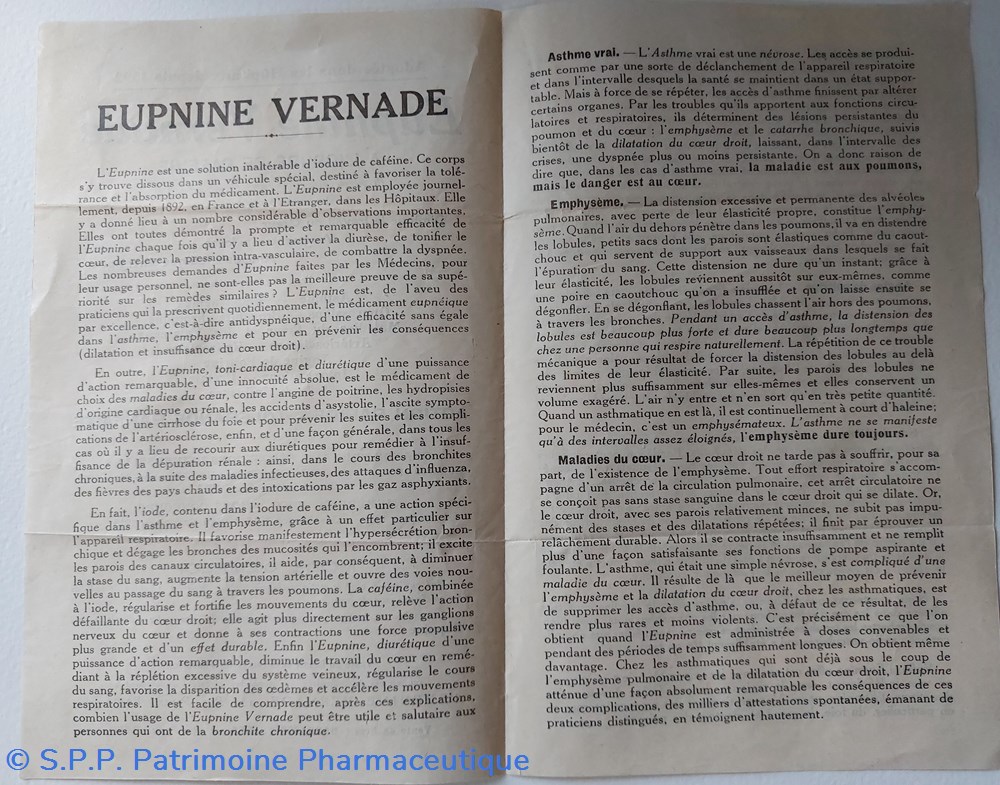 EUPNINE VERNADE
L'Eupnine est une solution inaltérable d'iodure de caféine. Ce corps
s'y trouve dissous dans un véhicule spécial, destiné à favoriser la tolé-
rance et l'absorption du médicament. L'Eupnine est employée journel-
lement, depuis 1892, en France et à l'Etranger, dans les Hôpitaux. Elle
y a donné lieu à un nombre considérable d'observations importantes.
Elles ont toutes démontré la prompte et remarquable efficacité de
l'Eupnine chaque fois qu'il y a lieu d'activer la diurèse, de tonifier le
cœur, de relever la pression intra-vasculaire, de combattre la dyspnée.
Les nombreuses demandes d'Eupnine faites par les Médecins, pour
leur usage personnel, ne sont-elles pas la meilleure preuve de sa supé-
riorité sur les remèdes similaires ? L'Eupnine est, de l'aveu des
praticiens qui la prescrivent quotidiennement, le médicament eupnéique
par excellence, c'est-à-dire antidyspnéique, d'une efficacité sans égale
dans l'asthme, l'emphysème et pour en prévenir les conséquences
(dilatation et insuffisance du cœur droit).
En outre, l'Eupnine, toni-cardiaque et diurétique d'une puissance
d'action remarquable, d'une innocuité absolue, est le médicament de
choix des maladies du cœur, contre l'angine de poitrine, les hydropisies
d'origine cardiaque ou rénale, les accidents d'asystolie, l'ascite sympto-
matique d'une cirrhose du foie et pour prévenir les suites et les compli-
cations de l'artériosclérose, enfin, et d'une façon générale, dans tous les
cas où il y a lieu de recourir aux diurétiques pour remédier à l'insuf-
fisance de la dépuration rénale : ainsi, dans le cours des bronchites
chroniques, à la suite des maladies infectieuses, des attaques d'influenza,
des fièvres des pays chauds et des intoxications par les gaz asphyxiants.
En fait, l'iode, contenu dans l'iodure de caféine, a une action spéci-
fique dans l'asthme et l'emphysème, grâce à un effet particulier sur
l'appareil respiratoire. Il favorise manifestement l'hypersécrétion bron-
chique et dégage les bronches des mucosités qui l'encombrent; il excite
les parois des canaux circulatoires, il aide, par conséquent, à diminuer
la stase du sang, augmente la tension artérielle et ouvre des voies nou-
velles au passage du sang à travers les poumons. La caféine, combinée
à l'iode, régularise et fortifie les mouvements du cœur, relève l'action
défaillante du cœur droit; elle agit plus directement sur les ganglions
nerveux du cœur et donne à ses contractions une force propulsive
plus grande et d'un effet durable. Enfin l'Eupnine, diurétique d'une
puissance d'action remarquable, diminue le travail du cœur en remé-
diant à la réplétion excessive du système veineux, régularise le cours
du sang, favorise la disparition des œdèmes et accélère les mouvements
respiratoires. Il est facile de comprendre, après ces explications,
combien l'usage de l'Eupnine Vernade peut être utile et salutaire aux
personnes qui ont de la bronchite chronique.
Asthme vrai. — L'Asthme vrai est une névrose. Les accès se produi-
sent comme par une sorte de déclanchement de l'appareil respiratoire
et dans l'intervalle desquels la santé se maintient dans un état suppor-
table. Mais à force de se répéter, les accès d'asthme finissent par altérer
certains organes. Par les troubles qu'ils apportent aux fonctions circu-
latoires et respiratoires, ils déterminent des lésions persistantes du
poumon et du cœur : l'emphysème et le catarrhe bronchique, suivis
bientôt de la dilatation du cœur droit, laissant, dans l'intervalle des
crises, une dyspnée plus ou moins persistante. On a donc raison de
dire que, dans les cas d'asthme vrai, la maladie est aux poumons,
mais le danger est au cœur.
Emphysème. — La distension excessive et permanente des alvéoles
pulmonaires, avec perte de leur élasticité propre, constitue l'emphy-
sème. Quand l'air du dehors pénètre dans les poumons, il va en distendre
les lobules, petits sacs dont les parois sont élastiques comme du caout-
chouc et qui servent de support aux vaisseaux dans lesquels se fait
l'épuration du sang. Cette distension ne dure qu'un instant; grâce à
leur élasticité, les lobules reviennent aussitôt sur eux-mêmes, comme
une poire en caoutchouc qu'on a insufflée et qu'on laisse ensuite se
dégonfler. En se dégonflant, les lobules chassent l'air hors des poumons,
à travers les bronches. Pendant un accès d'asthme, la distension des
lobules est beaucoup plus forte et dure beaucoup plus longtemps que
chez une personne qui respire naturellement. La répétition de ce trouble
mécanique a pour résultat de forcer la distension des lobules au delà
des limites de leur élasticité. Par suite, les parois des lobules ne
reviennent plus suffisamment sur elles-mêmes et elles conservent un
volume exagéré. L'air n'y entre et n'en sort qu'en très petite quantité.
Quand un asthmatique en est là, il est continuellement à court d'haleine;
pour le médecin, c'est un emphysémateux. L'asthme ne se manifeste
qu'à des intervalles assez éloignés, l'emphysème dure toujours.
Maladies du cœur. — Le cœur droit ne tarde pas à souffrir, pour sa
part, de l'existence de l'emphysème. Tout effort respiratoire s'accom-
pagne d'un arrêt de la circulation pulmonaire, cet arrêt circulatoire ne
se conçoit pas sans stase sanguine dans le cœur droit qui se dilate. Or,
le cœur droit, avec ses parois relativement minces, ne subit pas impu-
nément des stases et des dilatations répétées; il finit par éprouver un
relâchement durable. Alors il se contracte insuffisamment et ne remplit
plus d'une façon satisfaisante ses fonctions de pompe aspirante et
foulante. L'asthme, qui était une simple névrose, s'est compliqué d'une
maladie du cœur. Il résulte de là que le meilleur moyen de prévenir
l'emphysème et la dilatation du cœur droit, chez les asthmatiques, est
de supprimer les accès d'asthme, ou, à défaut de ce résultat, de les
rendre plus rares et moins violents. C'est précisément ce que l'on
obtient quand l'Eupnine est administrée à doses convenables et
pendant des périodes de temps suffisamment longues. On obtient même
davantage. Chez les asthmatiques qui sont déjà sous le coup de
l'emphysème pulmonaire et de la dilatation du cœur droit, l'Eupnine
atténue d'une façon absolument remarquable les conséquences de ces
deux complications, des milliers d'attestations spontanées, émanant de
praticiens distingués, en témoignent hautement.
© S.P.P. Patrimoine Pharmaceutique